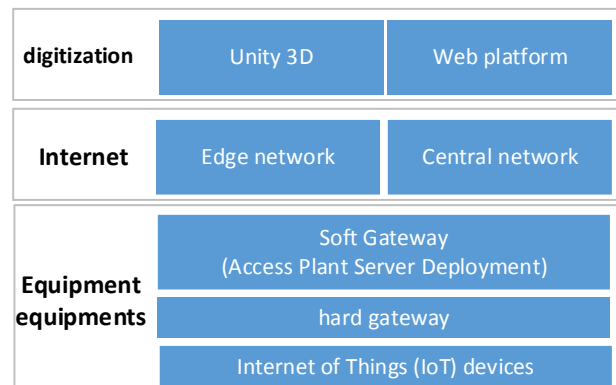 digitization
Unity 3D
Web platform
Internet
Edge network
Central network
Equipment
equipments
Soft Gateway
(Access Plant Server Deployment)
hard gateway
Internet of Things (IoT) devices